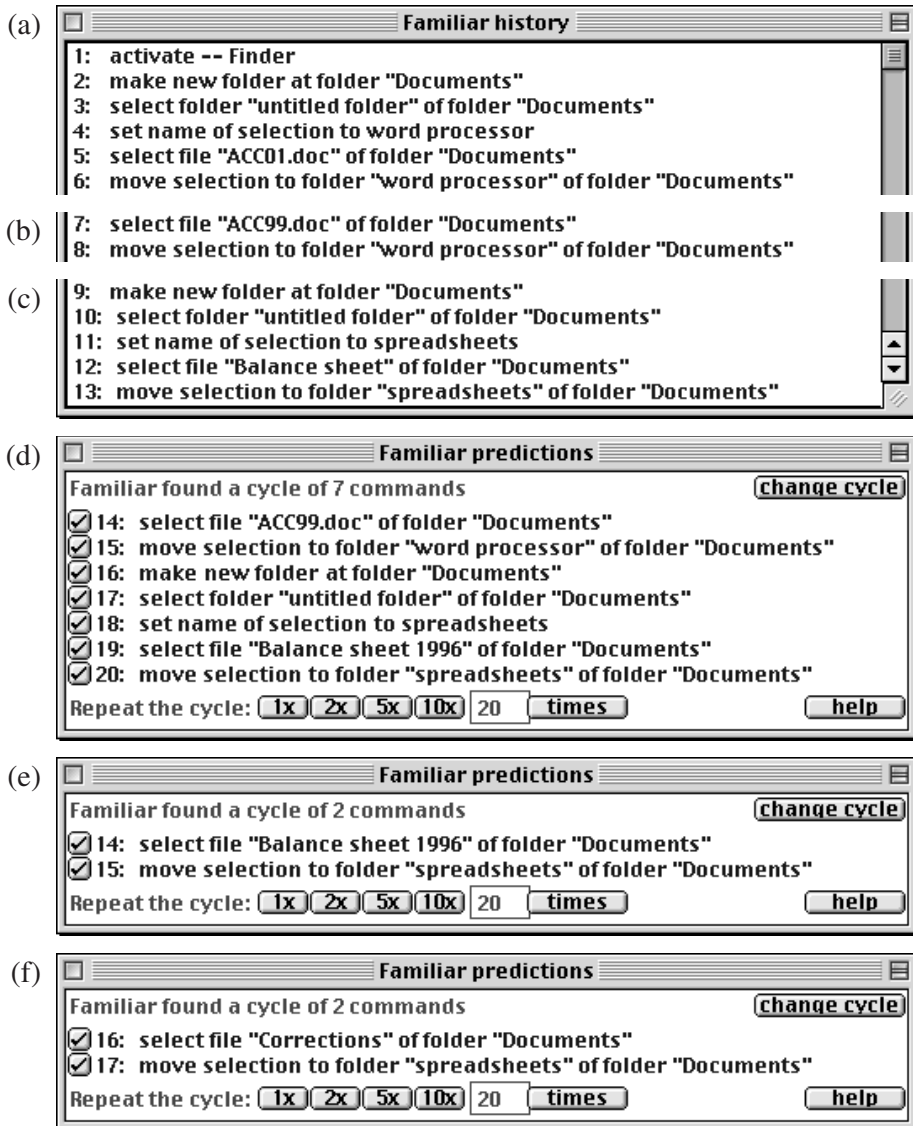 (a) Familiar history
1: activate -- Finder
2: make new folder at folder "Documents"
3: select folder "untitled folder" of folder "Documents"
4: set name of selection to word processor
5: select file "ACC01.doc" of folder "Documents"
6: move selection to folder "word processor" of folder "Documents"
(b) 7: select file "ACC99.doc" of folder "Documents"
8: move selection to folder "word processor" of folder "Documents"
(c) 9: make new folder at folder "Documents"
10: select folder "untitled folder" of folder "Documents"
11: set name of selection to spreadsheets
12: select file "Balance sheet" of folder "Documents"
13: move selection to folder "spreadsheets" of folder "Documents"
(d) Familiar predictions
Familiar found a cycle of 7 commands change cycle
14: select file "ACC99.doc" of folder "Documents"
15: move selection to folder "word processor" of folder "Documents"
16: make new folder at folder "Documents"
17: select folder "untitled folder" of folder "Documents"
18: set name of selection to spreadsheets
19: select file "Balance sheet 1996" of folder "Documents"
20: move selection to folder "spreadsheets" of folder "Documents"
Repeat the cycle: 1x 2x 5x 10x 20 times help
(e) Familiar predictions
Familiar found a cycle of 2 commands change cycle
14: select file "Balance sheet 1996" of folder "Documents"
15: move selection to folder "spreadsheets" of folder "Documents"
Repeat the cycle: 1x 2x 5x 10x 20 times help
(f) Familiar predictions
Familiar found a cycle of 2 commands change cycle
16: select file "Corrections" of folder "Documents"
17: move selection to folder "spreadsheets" of folder "Documents"
Repeat the cycle: 1x 2x 5x 10x 20 times help